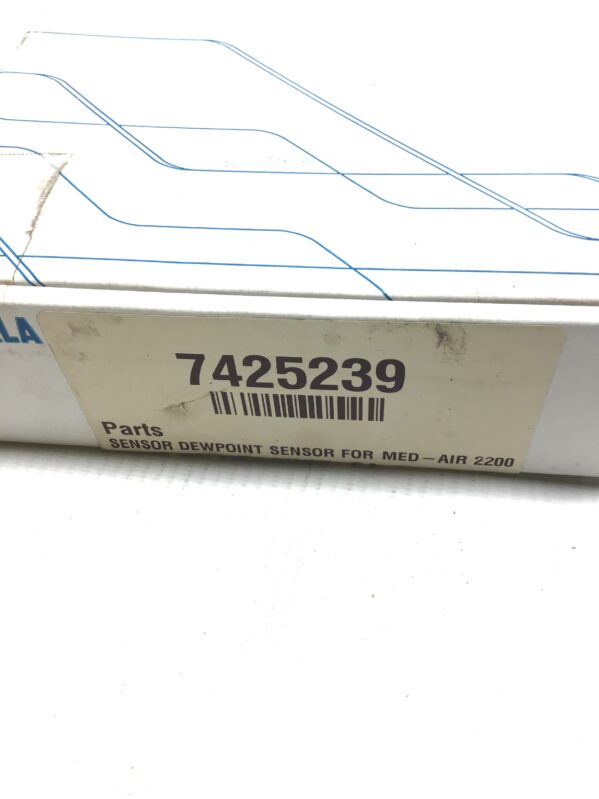 LA
7425239
Parts
SENSOR DEWPOINT SENSOR FOR MED-AIR 2200